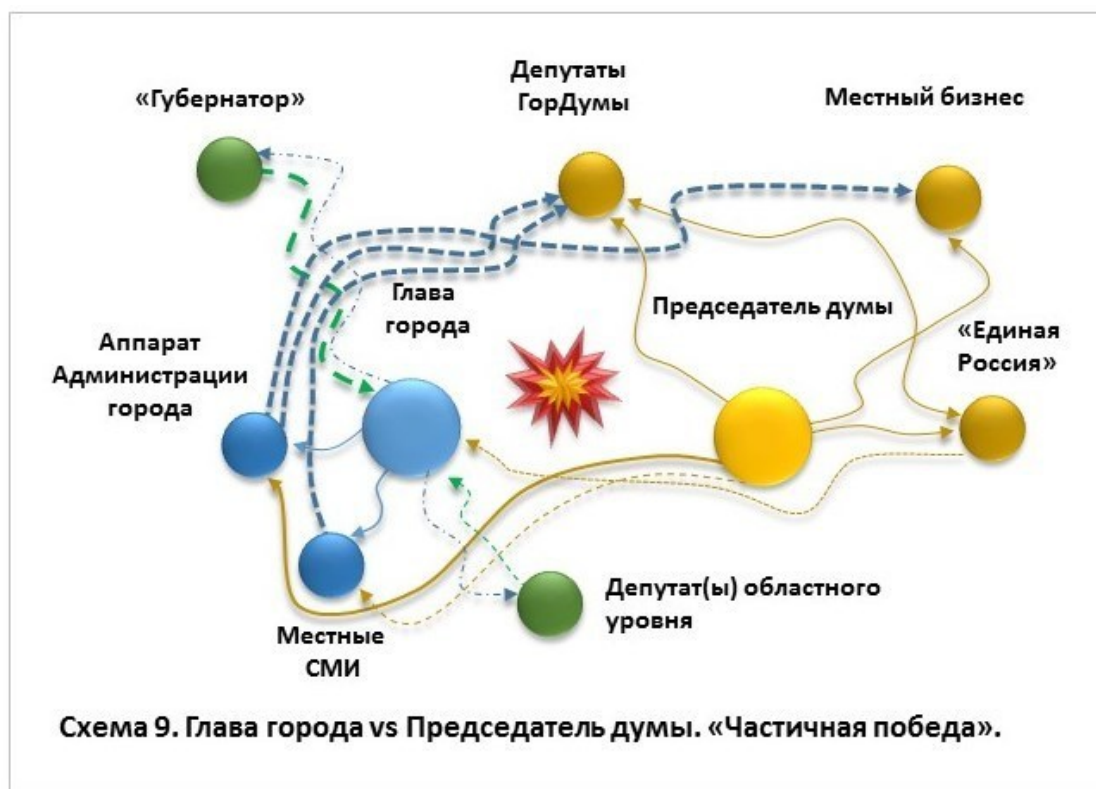 «Губернатор»
Депутаты
ГорДумы
Местный бизнес
Глава
города
Председатель думы
«Единая
Россия»
Аппарат
Администрации
города
Депутат(ы) областного
уровня
Местные
СМИ
Схема 9. Глава города vs Председатель думы. «Частичная победа».